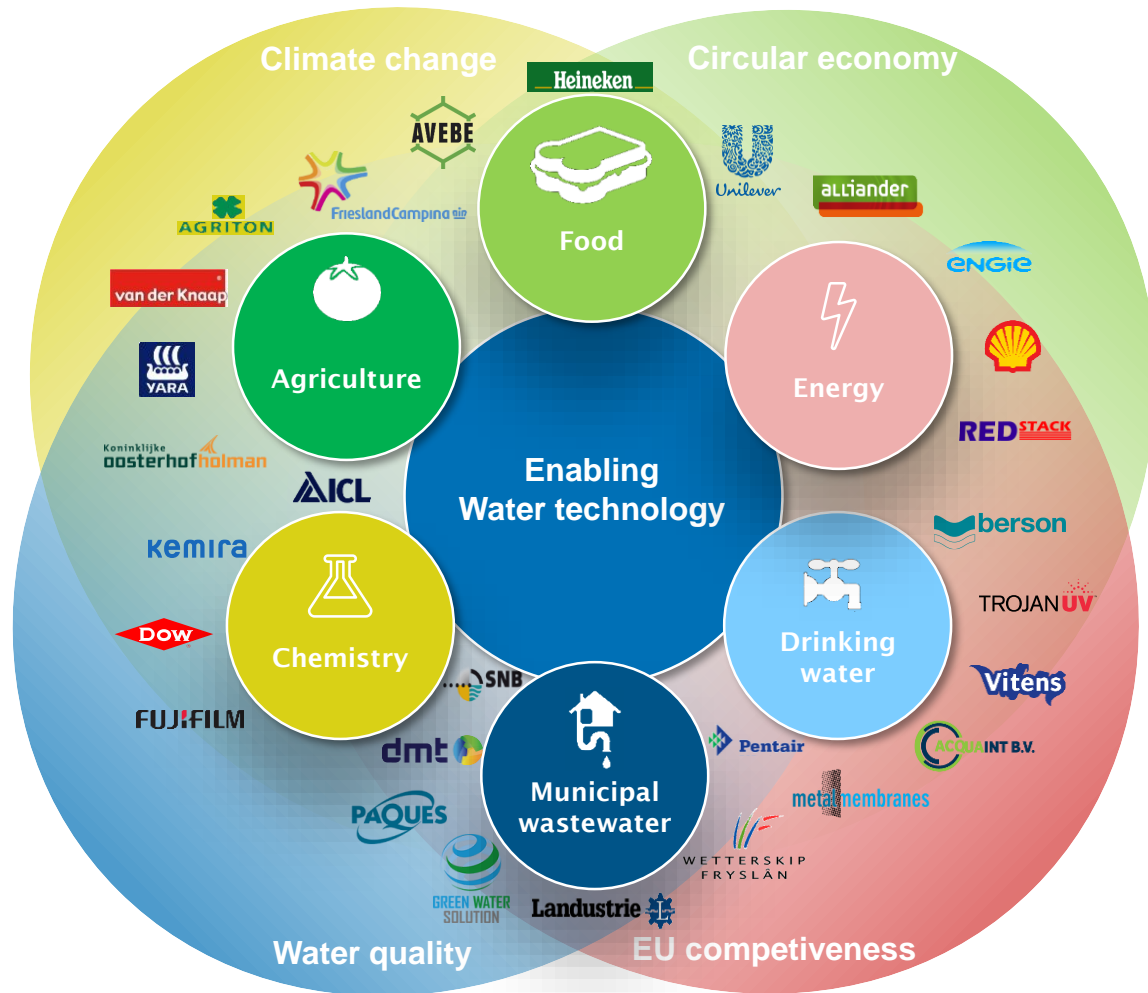 Climate change
Circular economy
Heineken
AVEBE
Unilever
alliander
FrieslandCampina
AGRITON
Food
ENGIE
van der Knaap
Agriculture
Energy
YARA
REDSTACK
Koninklijke
oosterhofholman
ICL
Enabling
Water technology
berson
kemira
TROJAN UV
Dow
Chemistry
Drinking
water
Vitens
SNB
FUJIFILM
dmt
Pentair
ACQUAINT B.V.
Municipal
wastewater
metalmembranes
PAQUES
WETTERSKIP
FRYSLÂN
GREEN WATER
SOLUTION
Landustrie
L
Water quality
EU competiveness